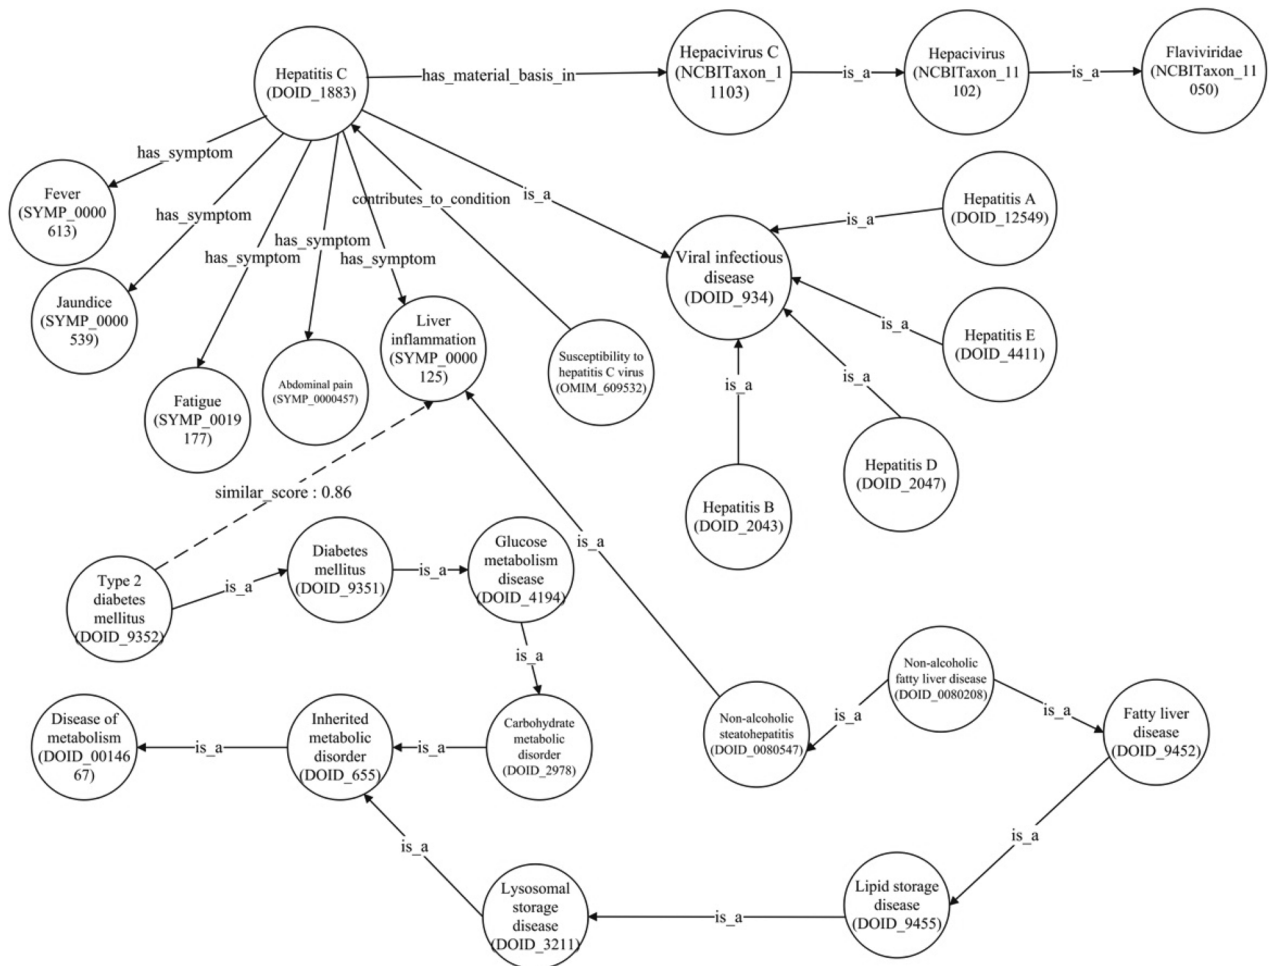 Hepatitis C
(DOID_1883)
has_material_basis_in
Hepacivirus C
(NCBITaxon_1
1103)
is_a
Hepacivirus
(NCBITaxon_11
102)
is_a
Flaviviridae
(NCBITaxon_11
050)
has_symptom
Fever
(SYMP_0000
613)
has_symptom
Jaundice
(SYMP_0000
539)
has_symptom
Fatigue
(SYMP_0019
177)
has_symptom
Abdominal pain
(SYMP_0000457)
has_symptom
Liver
inflammation
(SYMP_0000
125)
contributes_to_condition
Susceptibility to
hepatitis C virus
(OMIM_609532)
is_a
Viral infectious
disease
(DOID_934)
is_a
Hepatitis A
(DOID_12549)
is_a
Hepatitis E
(DOID_4411)
is_a
Hepatitis D
(DOID_2047)
is_a
Hepatitis B
(DOID_2043)
similar_score : 0.86
Type 2
diabetes
mellitus
(DOID_9352)
is_a
Diabetes
mellitus
(DOID_9351)
is_a
Glucose
metabolism
disease
(DOID_4194)
is_a
is_a
Carbohydrate
metabolic
disorder
(DOID_2978)
is_a
Inherited
metabolic
disorder
(DOID_655)
is_a
Disease of
metabolism
(DOID_00146
67)
Non-alcoholic
steatohepatitis
(DOID_0080547)
is_a
Non-alcoholic
fatty liver disease
(DOID_0080208)
is_a
Fatty liver
disease
(DOID_9452)
is_a
Lipid storage
disease
(DOID_9455)
is_a
Lysosomal
storage
disease
(DOID_3211)
is_a